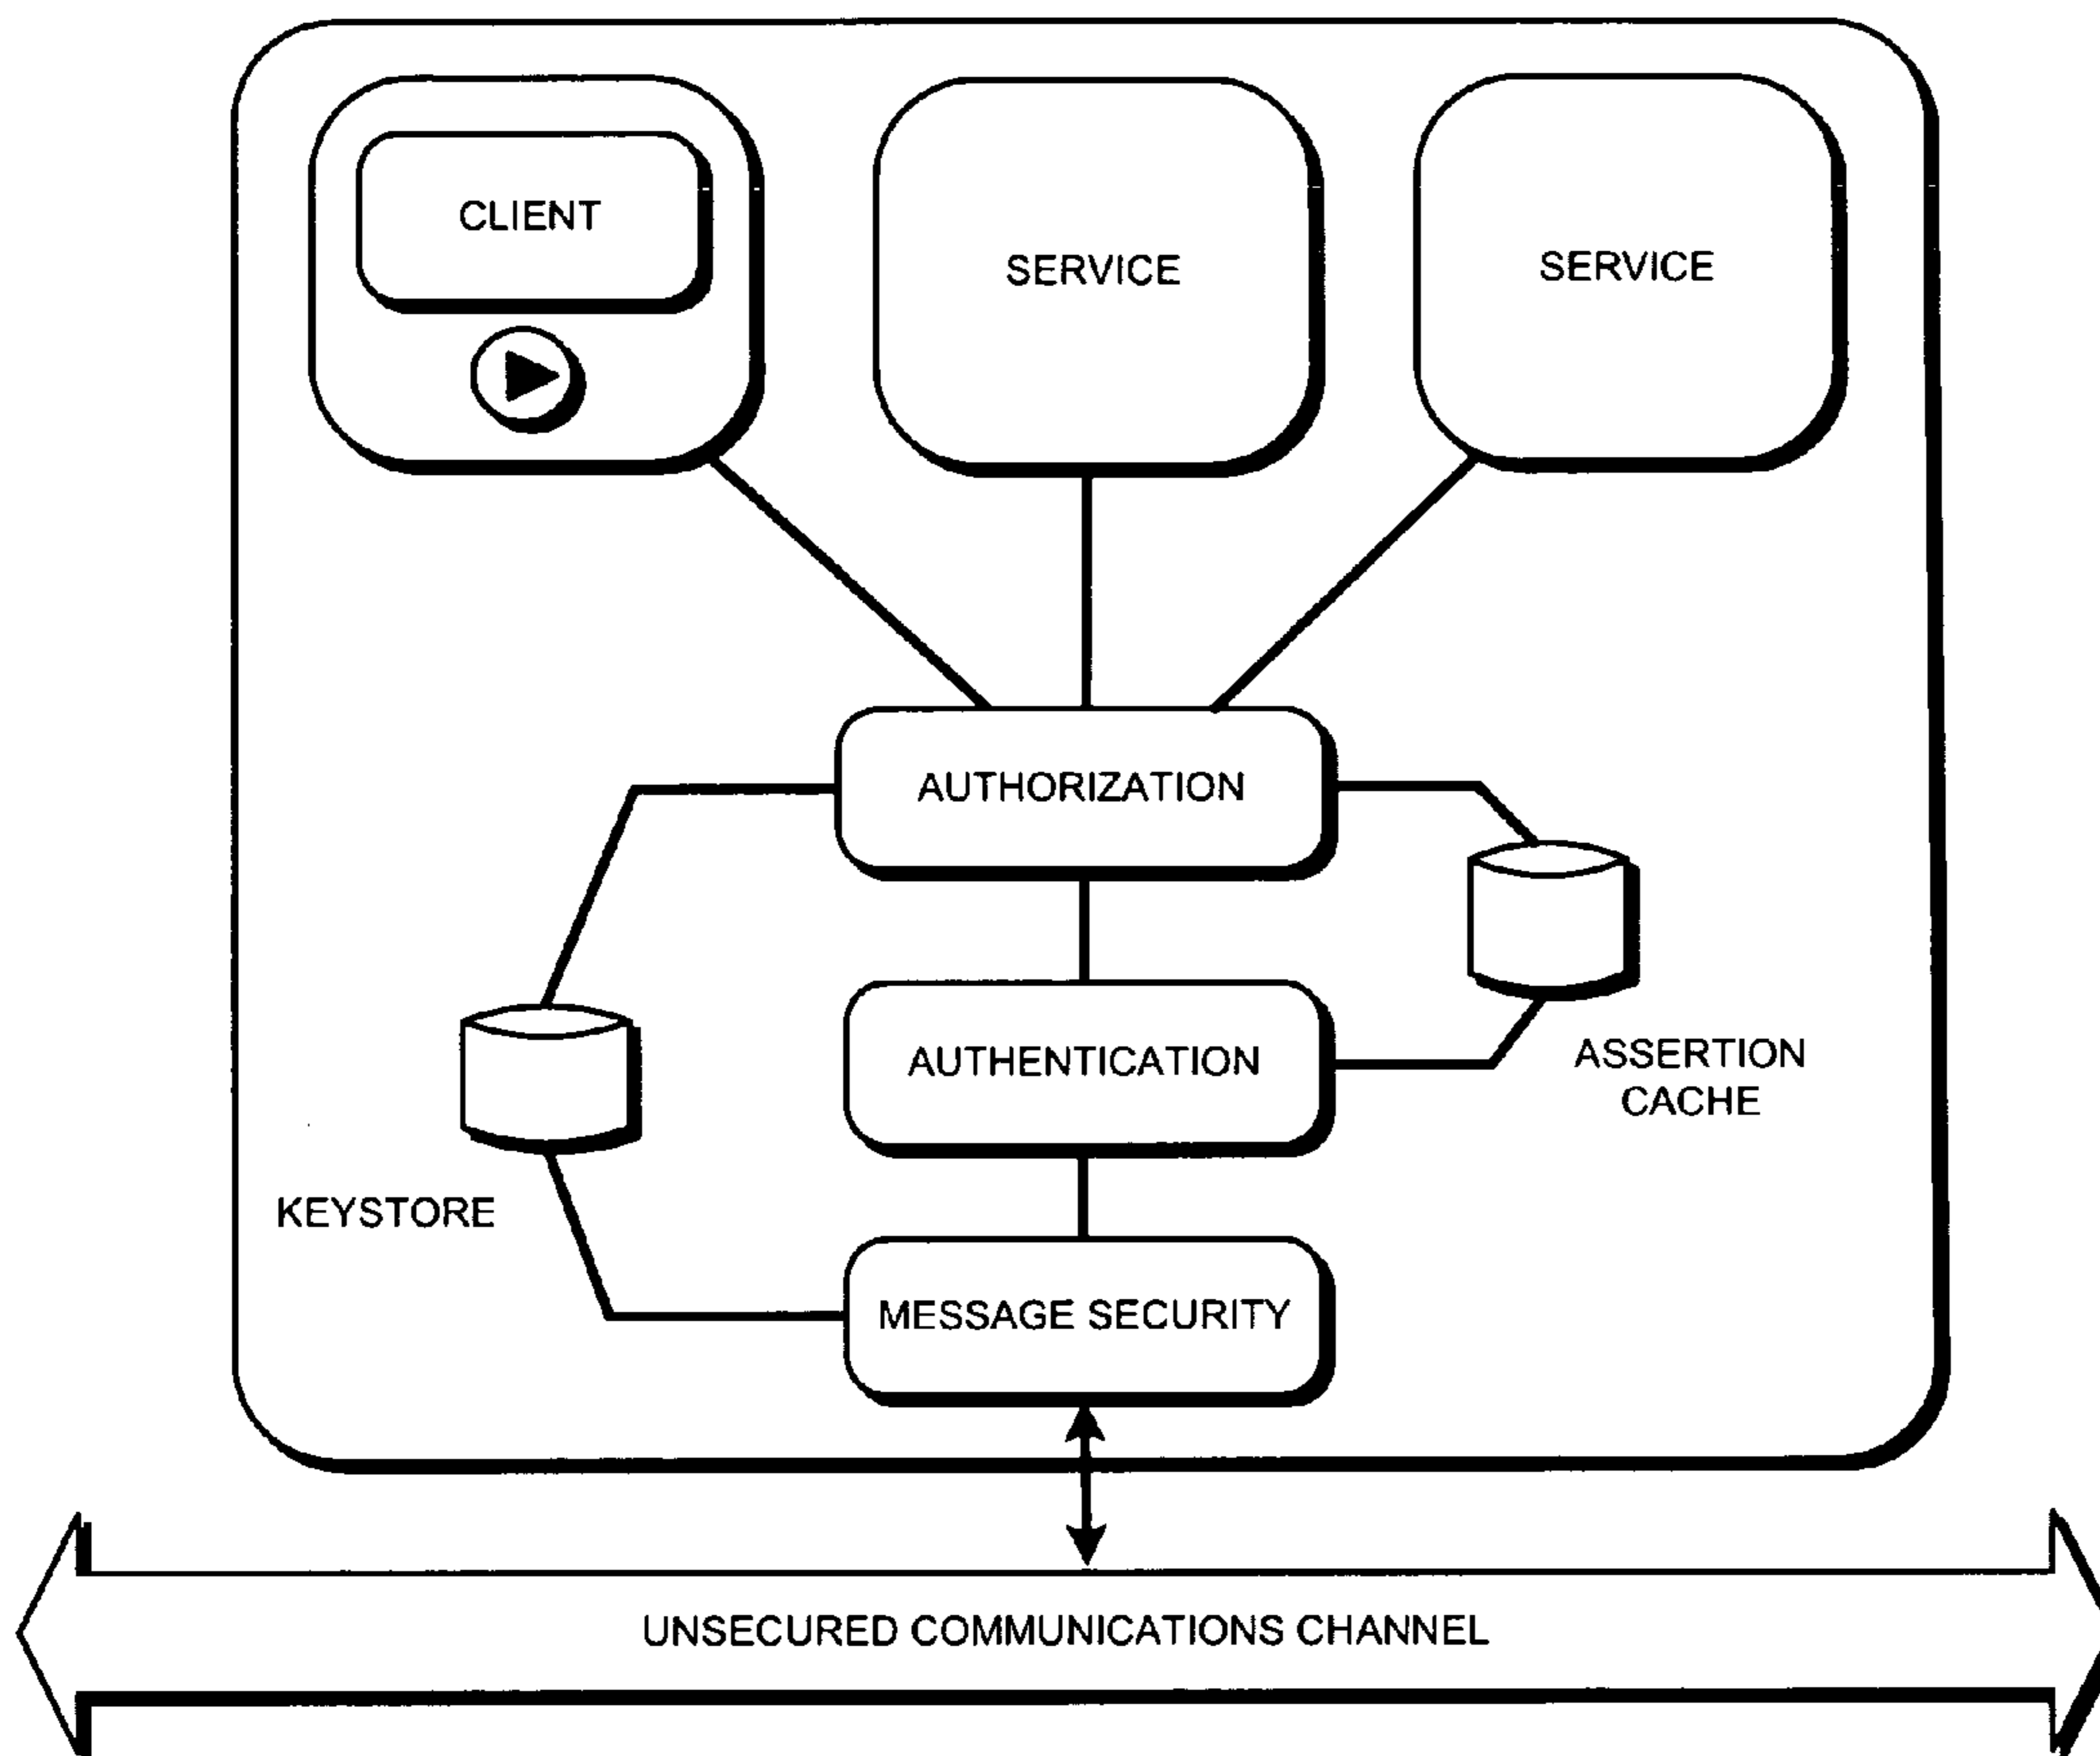 CLIENT
SERVICE
SERVICE
AUTHORIZATION
AUTHENTICATION
ASSERTION
CACHE
KEYSTORE
MESSAGE SECURITY
UNSECURED COMMUNICATIONS CHANNEL